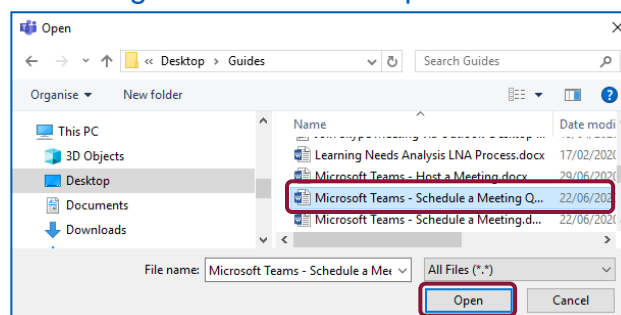 Open
« Desktop › Guides
Search Guides
Organise
New folder
This PC
3D Objects
Desktop
Documents
Downloads
Name
Date modi
Learning Needs Analysis LNA Process.docx 17/02/2020
Microsoft Teams - Host a Meeting.docx 29/06/2020
Microsoft Teams - Schedule a Meeting Q... 22/06/202
Microsoft Teams - Schedule a Meeting.d... 22/06/2020
File name: Microsoft Teams - Schedule a Mee
All Files (*.*)
Open
Cancel